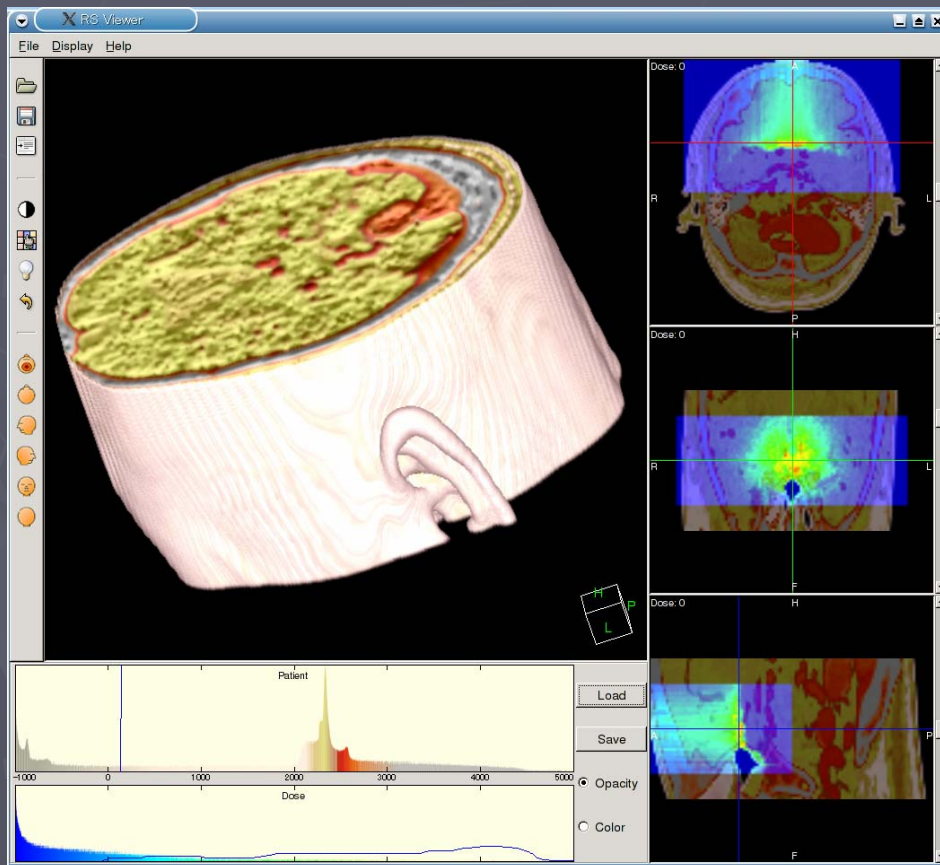 X RS Viewer
File Display Help
Dose: 0
A
R
L
P
Dose: 0
H
R
L
F
Dose: 0
H
P
F
H
P
L
Patient
-1000 0 1000 2000 3000 4000 5000
Load
Save
Opacity
Dose
Color